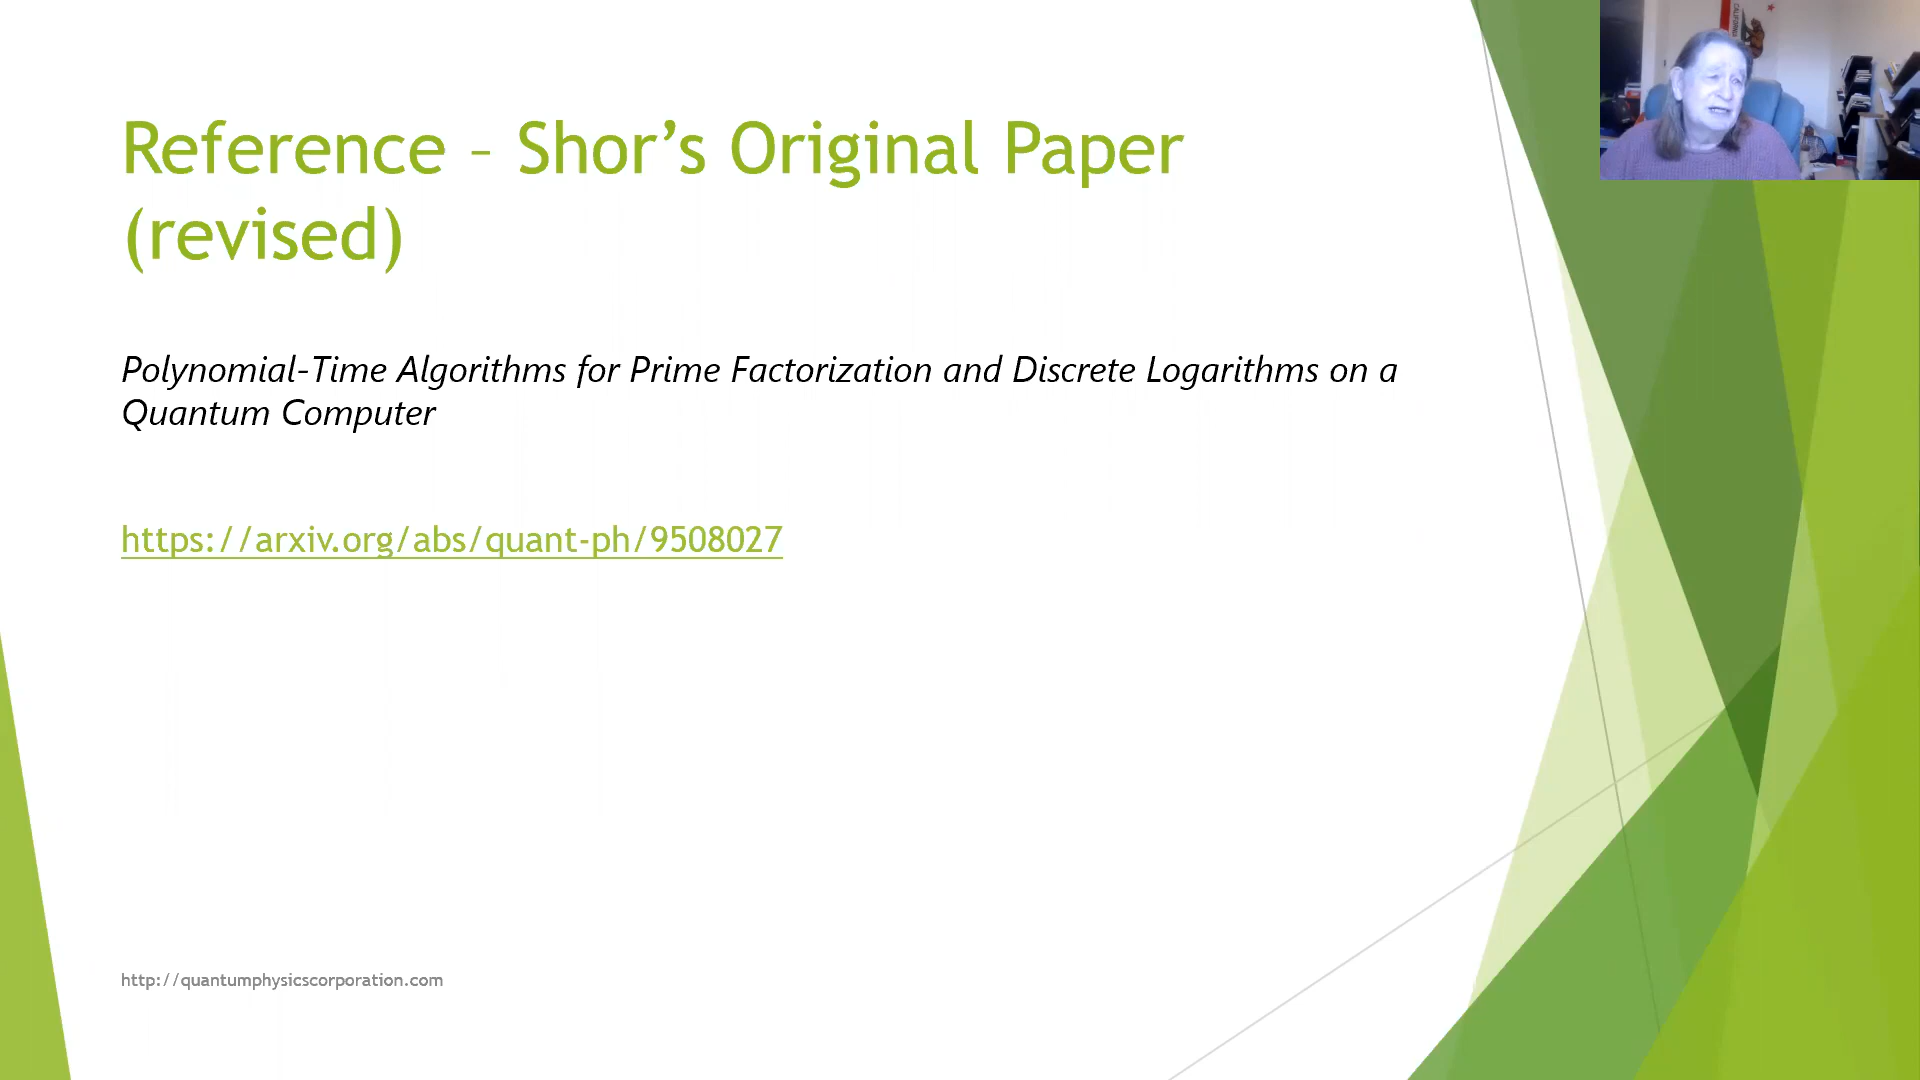 Reference – Shor’s Original Paper
(revised)
Polynomial-Time Algorithms for Prime Factorization and Discrete Logarithms on a
Quantum Computer
https://arxiv.org/abs/quant-ph/9508027
http://quantumphysicscorporation.com